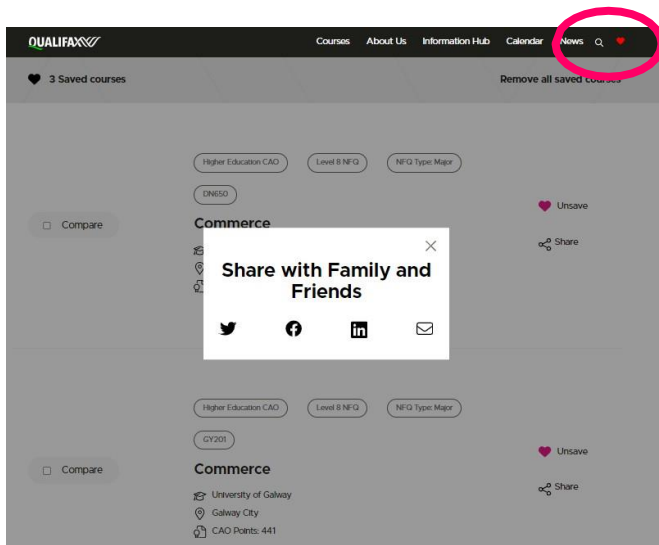 QUALIFAX
Courses About Us Information Hub Calendar News
3 Saved courses Remove all saved courses
Higher Education CAO Level 8 NFQ NFQ Type: Major
DN650
Unsave
Compare Commerce
Share
Share with Family and
Friends
in
Higher Education CAO Level 8 NFQ NFQ Type: Major
GY201
Unsave
Compare Commerce
Share
University of Galway
Galway City
CAO Points: 441